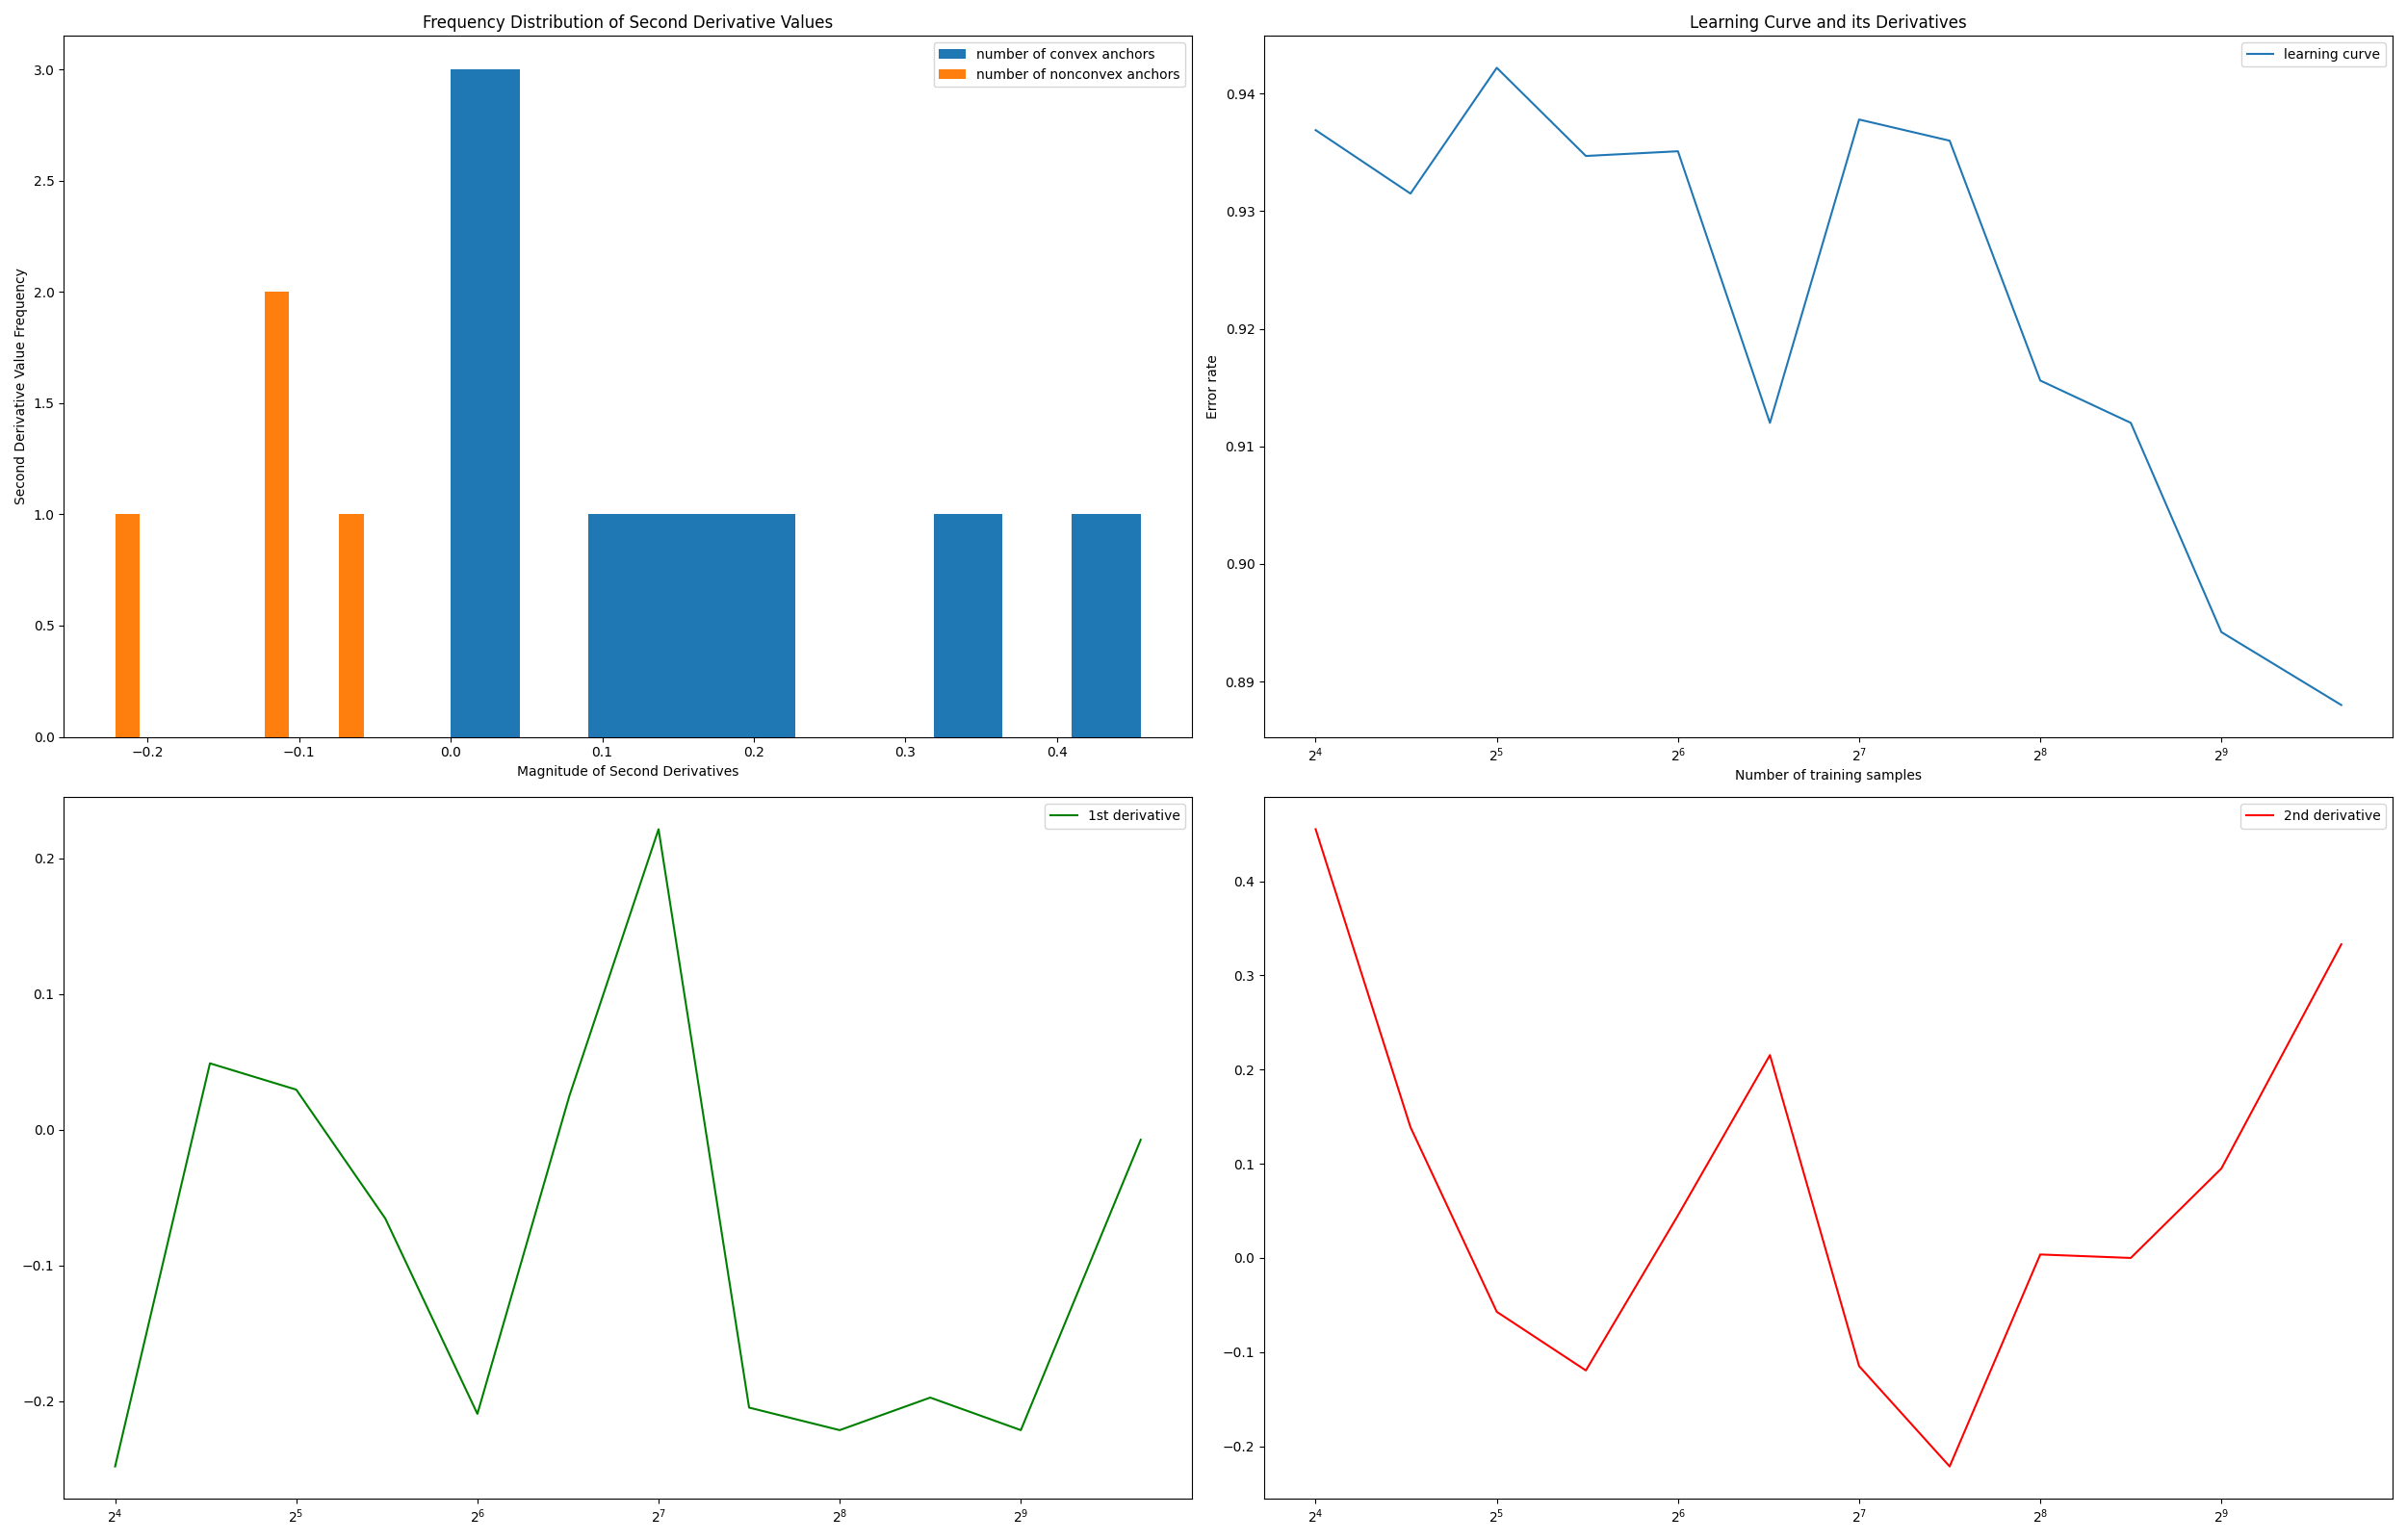 Frequency Distribution of Second Derivative Values
number of convex anchors
number of nonconvex anchors
Second Derivative Value Frequency
3.0
2.5
2.0
1.5
1.0
0.5
0.0
−0.2 −0.1 0.0 0.1 0.2 0.3 0.4
Magnitude of Second Derivatives
Learning Curve and its Derivatives
learning curve
Error rate
0.94
0.93
0.92
0.91
0.90
0.89
2⁴ 2⁵ 2⁶ 2⁷ 2⁸ 2⁹
Number of training samples
1st derivative
0.2
0.1
0.0
−0.1
−0.2
2⁴ 2⁵ 2⁶ 2⁷ 2⁸ 2⁹
2nd derivative
0.4
0.3
0.2
0.1
0.0
−0.1
−0.2
2⁴ 2⁵ 2⁶ 2⁷ 2⁸ 2⁹